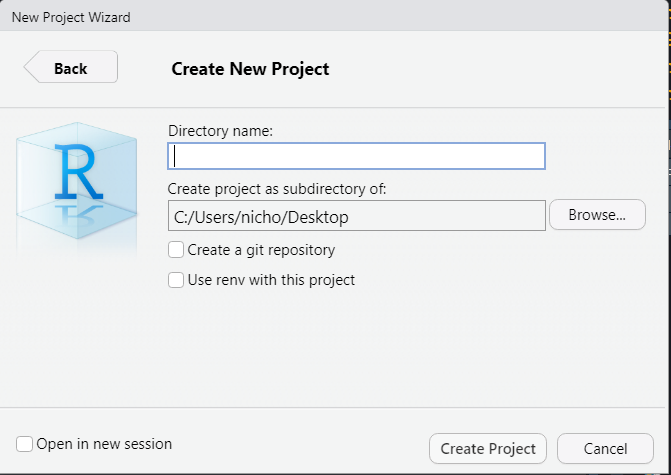 New Project Wizard
Back
Create New Project
R
Directory name:
Create project as subdirectory of:
C:/Users/nicho/Desktop
Browse...
Create a git repository
Use renv with this project
Open in new session
Create Project
Cancel